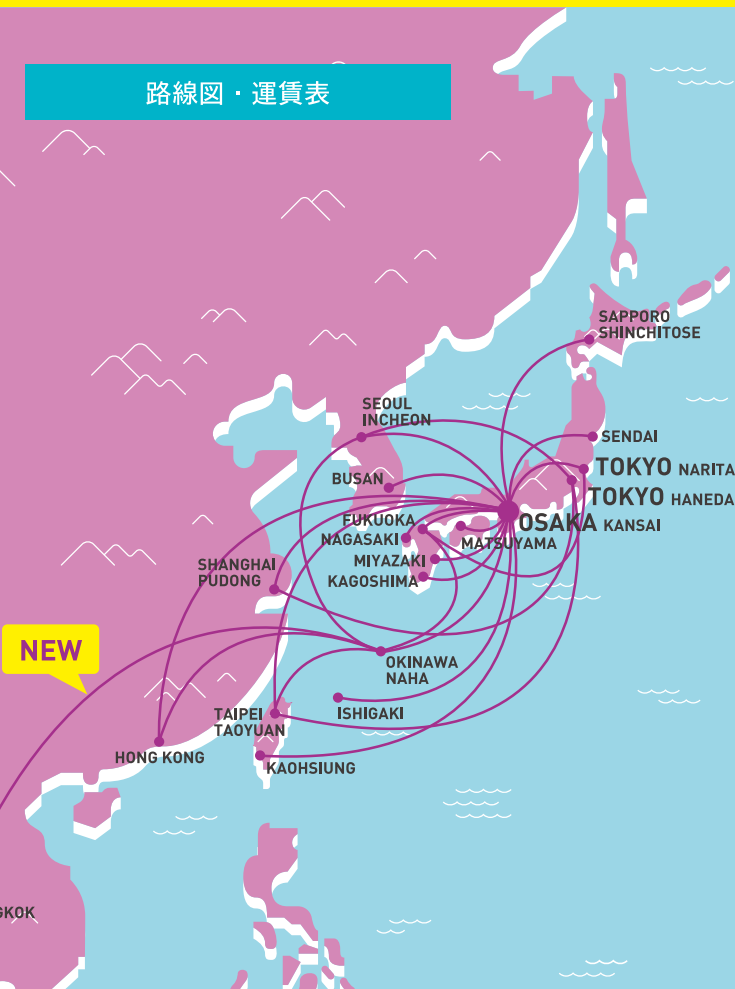 路線図・運賃表
SAPPORO
SHINCHITOSE
SEOUL
INCHEON
SENDAI
TOKYO NARITA
BUSAN
TOKYO HANEDA
FUKUOKA
OSAKA KANSAI
NAGASAKI
MATSUYAMA
MIYAZAKI
SHANGHAI
PUDONG
KAGOSHIMA
NEW
OKINAWA
NAHA
TAIPEI
TAOYUAN
ISHIGAKI
HONG KONG
KAOHSIUNG
GKOK